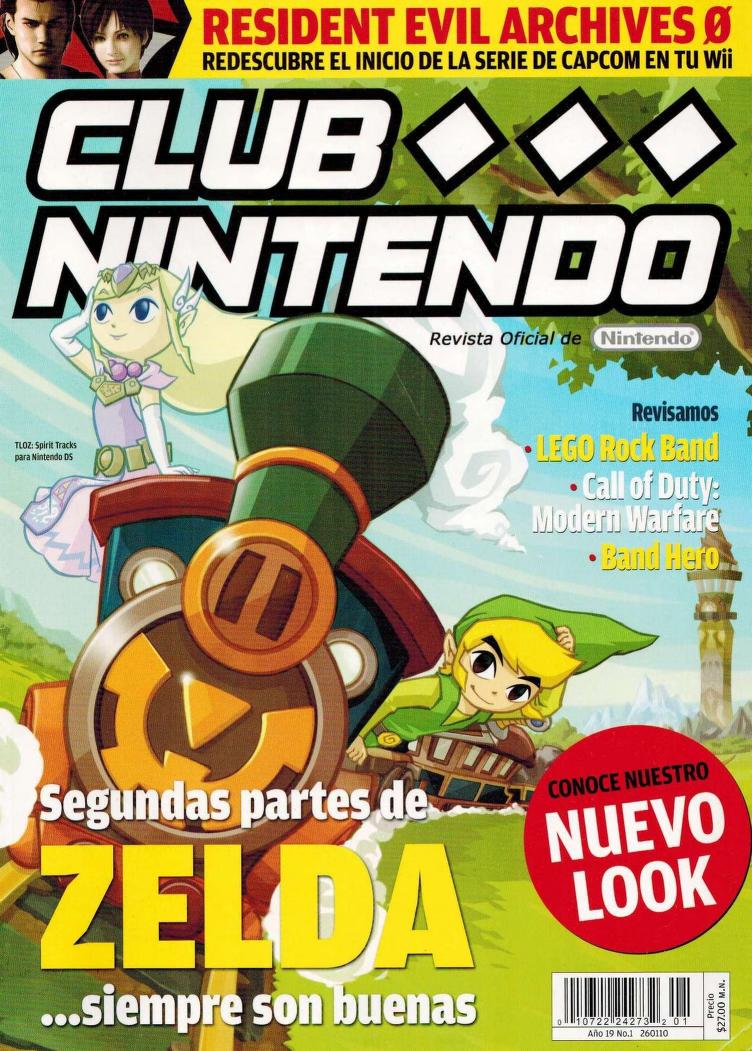 RESIDENT EVIL ARCHIVES Ø
REDESCUBRE EL INICIO DE LA SERIE DE CAPCOM EN TU Wii
CLUB
NINTENDO
Revista Oficial de Nintendo®
TLOZ: Spirit Tracks
para Nintendo DS
Revisamos
• LEGO Rock Band
• Call of Duty:
Modern Warfare
• Band Hero
CONOCE NUESTRO
NUEVO
LOOK
Segundas partes de
ZELDA
...siempre son buenas
0 10722 24273 2 01
Año 19 No.1 260110
Precio
$27.00 M.N.